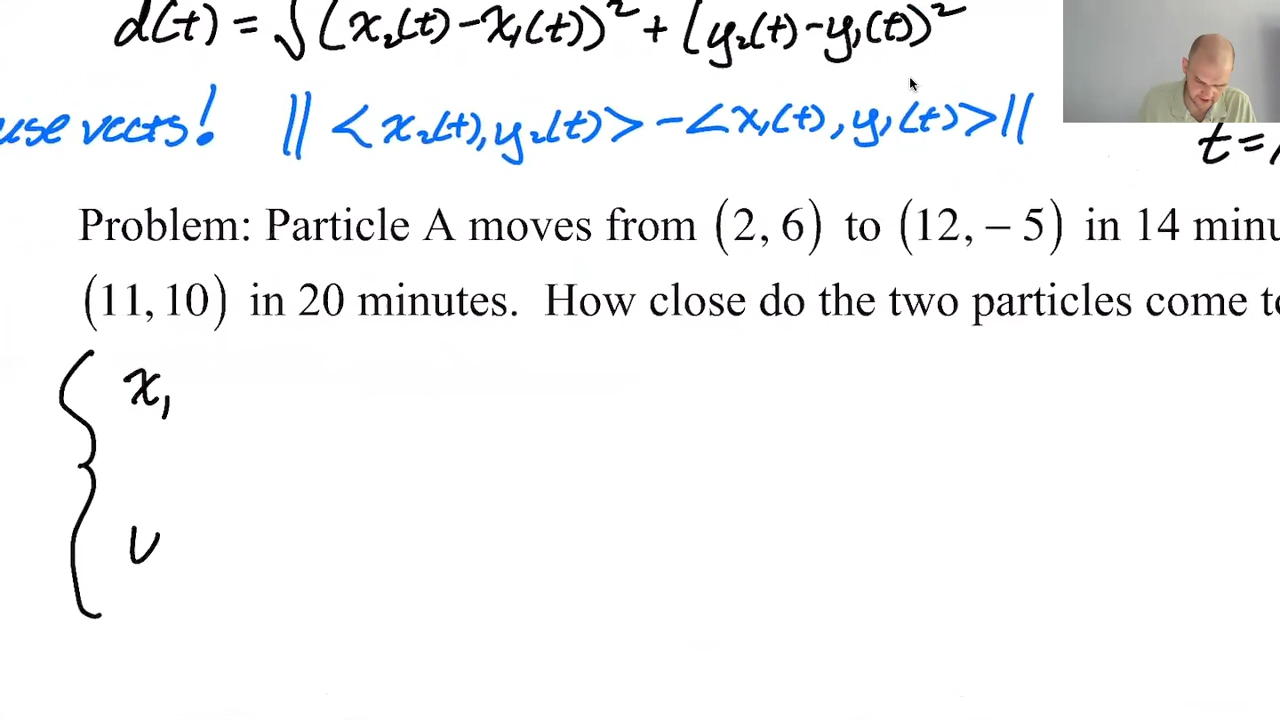 d(t) = √(x₂(t)-x₁(t))² + (y₂(t)-y₁(t))²
use vects! || <x₂(t), y₂(t)> - <x₁(t), y₁(t)> ||
t=
Problem: Particle A moves from (2, 6) to (12, – 5) in 14
(11, 10) in 20 minutes. How close do the two particles come
x₁